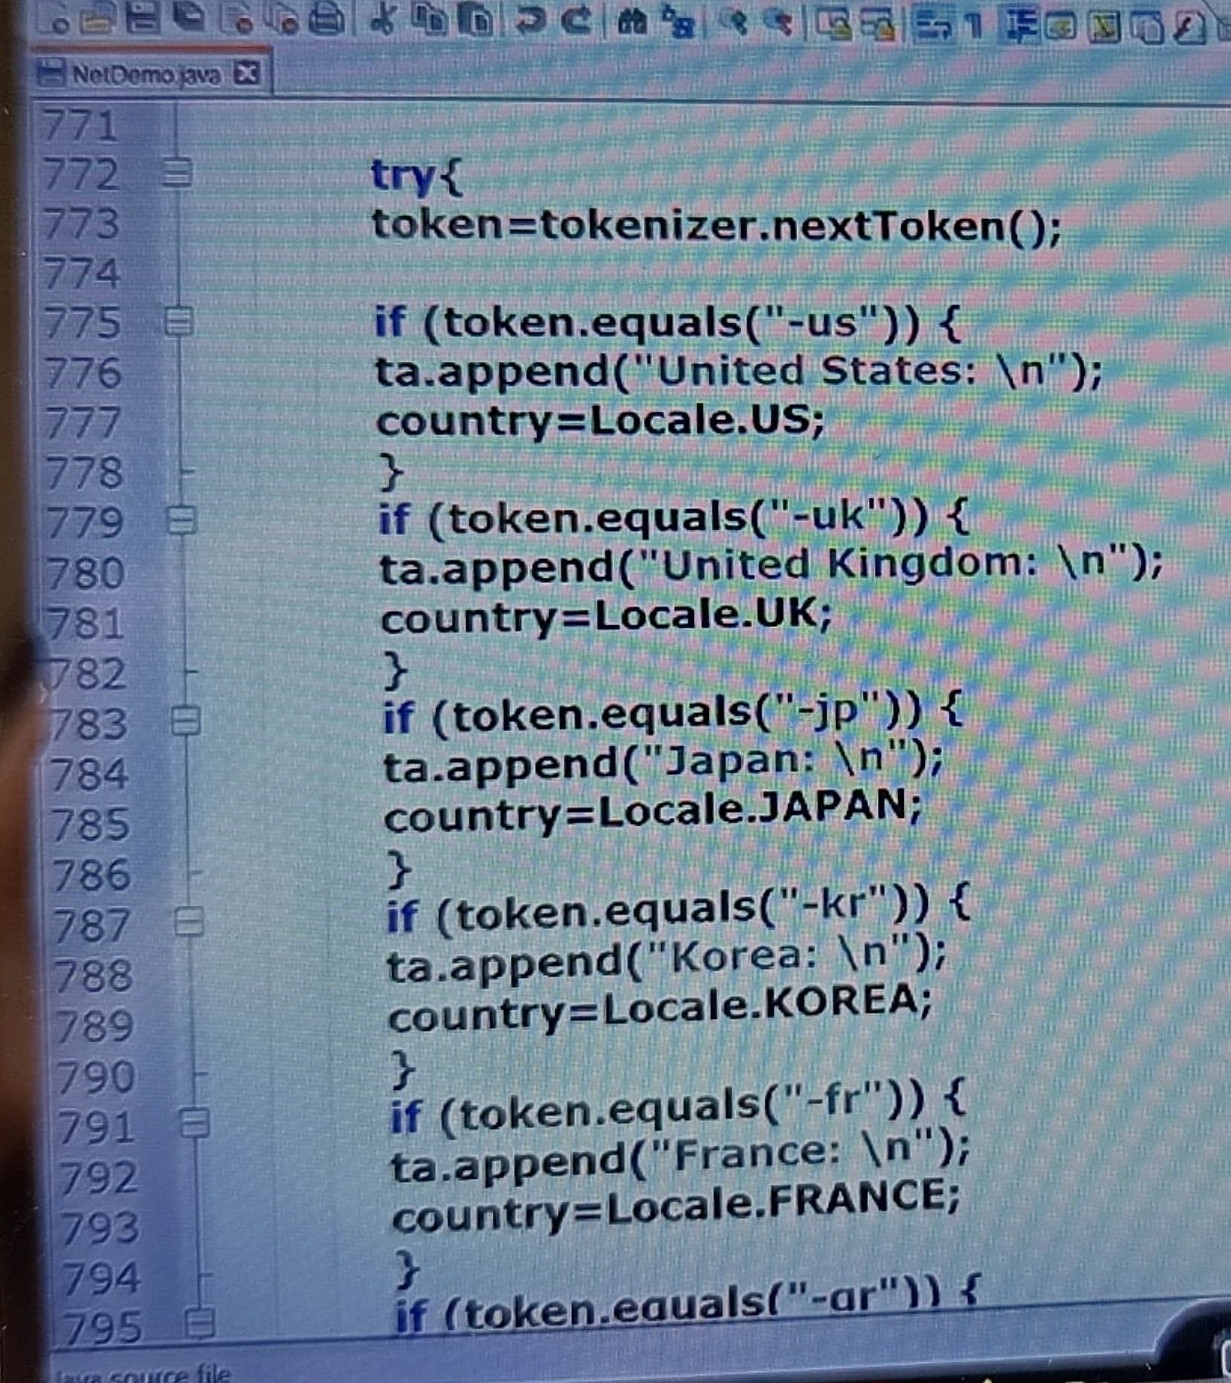 NetDemo.java
771
772 try{
773 token=tokenizer.nextToken();
774
775 if (token.equals("-us")) {
776 ta.append("United States: \n");
777 country=Locale.US;
778 }
779 if (token.equals("-uk")) {
780 ta.append("United Kingdom: \n");
781 country=Locale.UK;
782 }
783 if (token.equals("-jp")) {
784 ta.append("Japan: \n");
785 country=Locale.JAPAN;
786 }
787 if (token.equals("-kr")) {
788 ta.append("Korea: \n");
789 country=Locale.KOREA;
790 }
791 if (token.equals("-fr")) {
792 ta.append("France: \n");
793 country=Locale.FRANCE;
794 }
795 if (token.equals("-gr")) {
Java source file